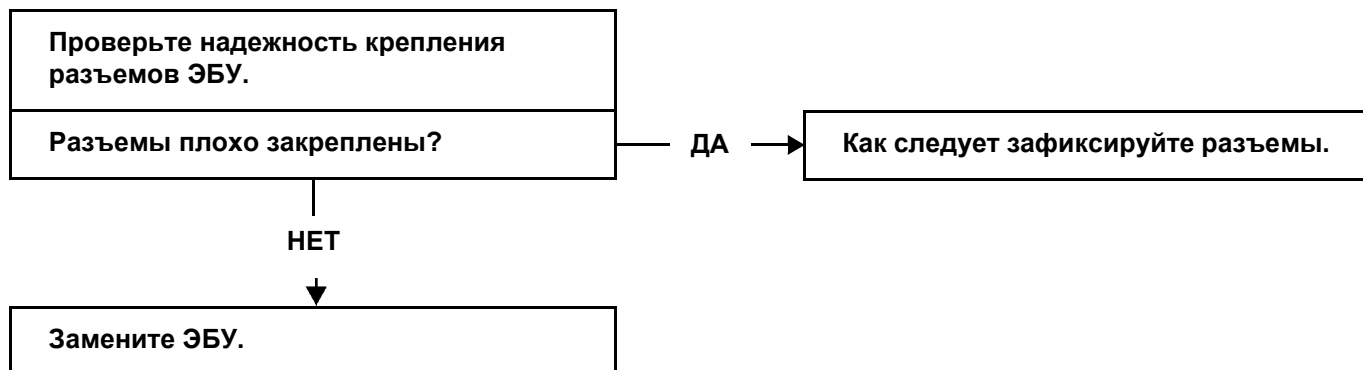 Проверьте надежность крепления
разъемов ЭБУ.
Разъемы плохо закреплены?
ДА
Как следует зафиксируйте разъемы.
НЕТ
Замените ЭБУ.